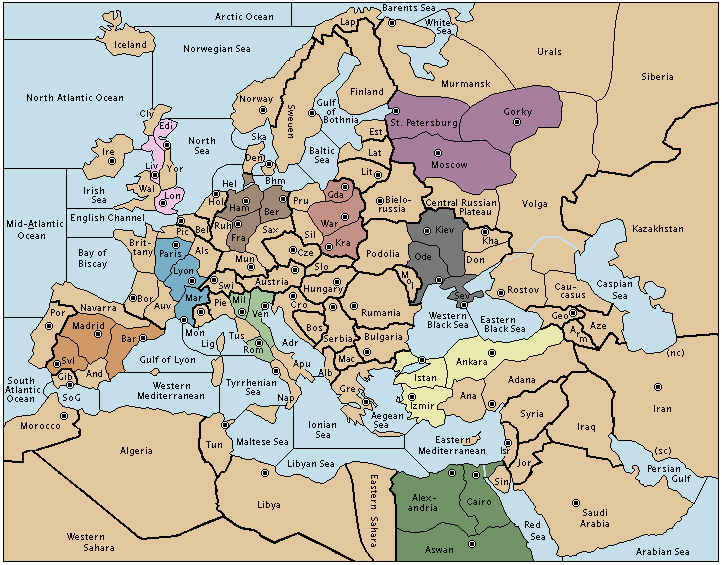 Barents Sea
Arctic Ocean
Lap
White
Sea
Iceland
Norwegian Sea
Urals
Siberia
Murmansk
North Atlantic Ocean
Norway
Sweuen
Finland
Gulf
of
Bothnia
Cly
Edi
St. Petersburg
Gorky
North
Sea
Ska
Est
Ire
Den
Baltic
Sea
Lat
Moscow
Liv
Yor
Lit
Irish
Sea
Wal
Lon
Hel
Bhm
Hol
Ham
Ber
Pru
Gda
Bielo-
russia
Central Russian
Plateau
Volga
Mid-Atlantic
Ocean
English Channel
Pic
Bel
Ruh
Fra
Sax
War
Kiev
Kha
Kazakhstan
Bay of
Biscay
Britt-
tany
Paris
Als
Sil
Kra
Mun
Cze
Podolia
Ode
Don
Lyon
Swi
Austria
Slo
Mol
Navarra
Bor
Auv
Mar
Pie
Mil
Ven
Hungary
Cro
Sev
Rostov
Cau-
casus
Caspian
Sea
Por
Madrid
Bar
Mon
Lig
Tus
Rom
Bos
Serbia
Rumania
Western
Black Sea
Eastern
Black Sea
Geo
Arm
Aze
Svl
And
Gib
SoG
Gulf of Lyon
Adr
Apu
Alb
Mac
Bulgaria
Istan
Ankara
(nc)
South
Atlantic
Ocean
Western
Mediterranean
Tyrrhenian
Sea
Nap
Gre
Izmir
Ana
Adana
Iran
Morocco
Ionian
Sea
Aegean
Sea
Syria
Iraq
Algeria
Tun
Maltese Sea
Eastern
Mediterranean
Isr
Jor
(sc)
Persian
Gulf
Libyan Sea
Sin
Libya
Eastern Sahara
Alex-
andria
Cairo
Saudi
Arabia
Red
Sea
Western
Sahara
Aswan
Arabian Sea